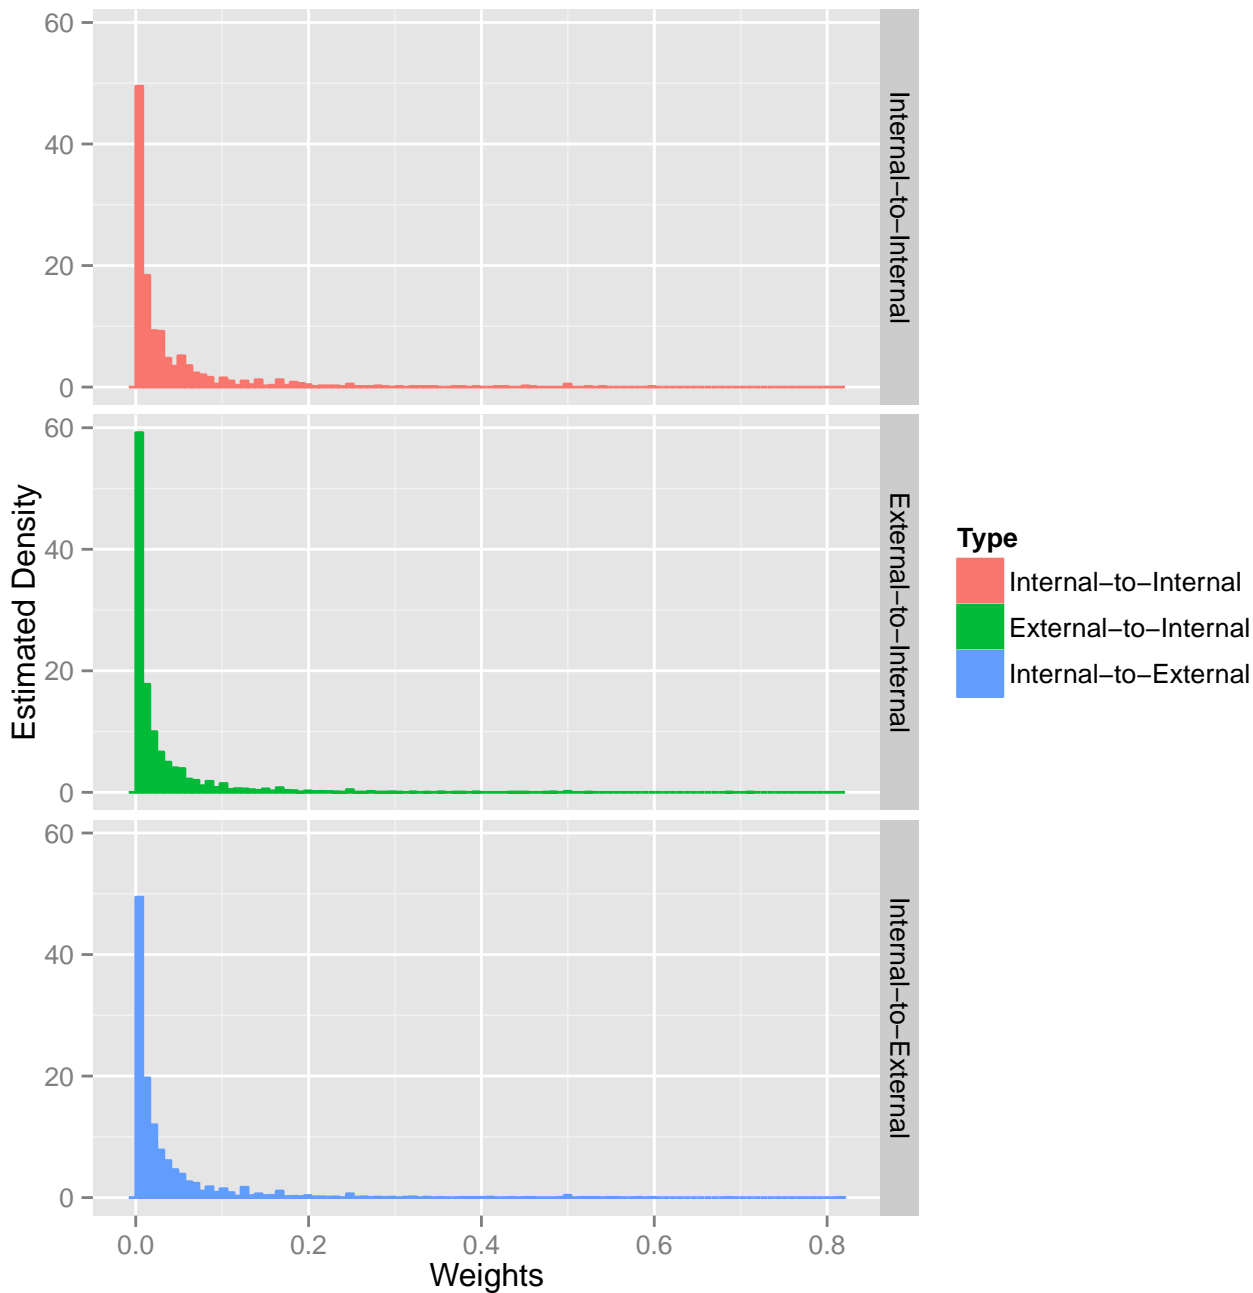 Estimated Density
60
40
20
0
Internal−to−Internal
60
40
20
0
External−to−Internal
60
40
20
0
Internal−to−External
0.0 0.2 0.4 0.6 0.8
Weights
Type
Internal−to−Internal
External−to−Internal
Internal−to−External